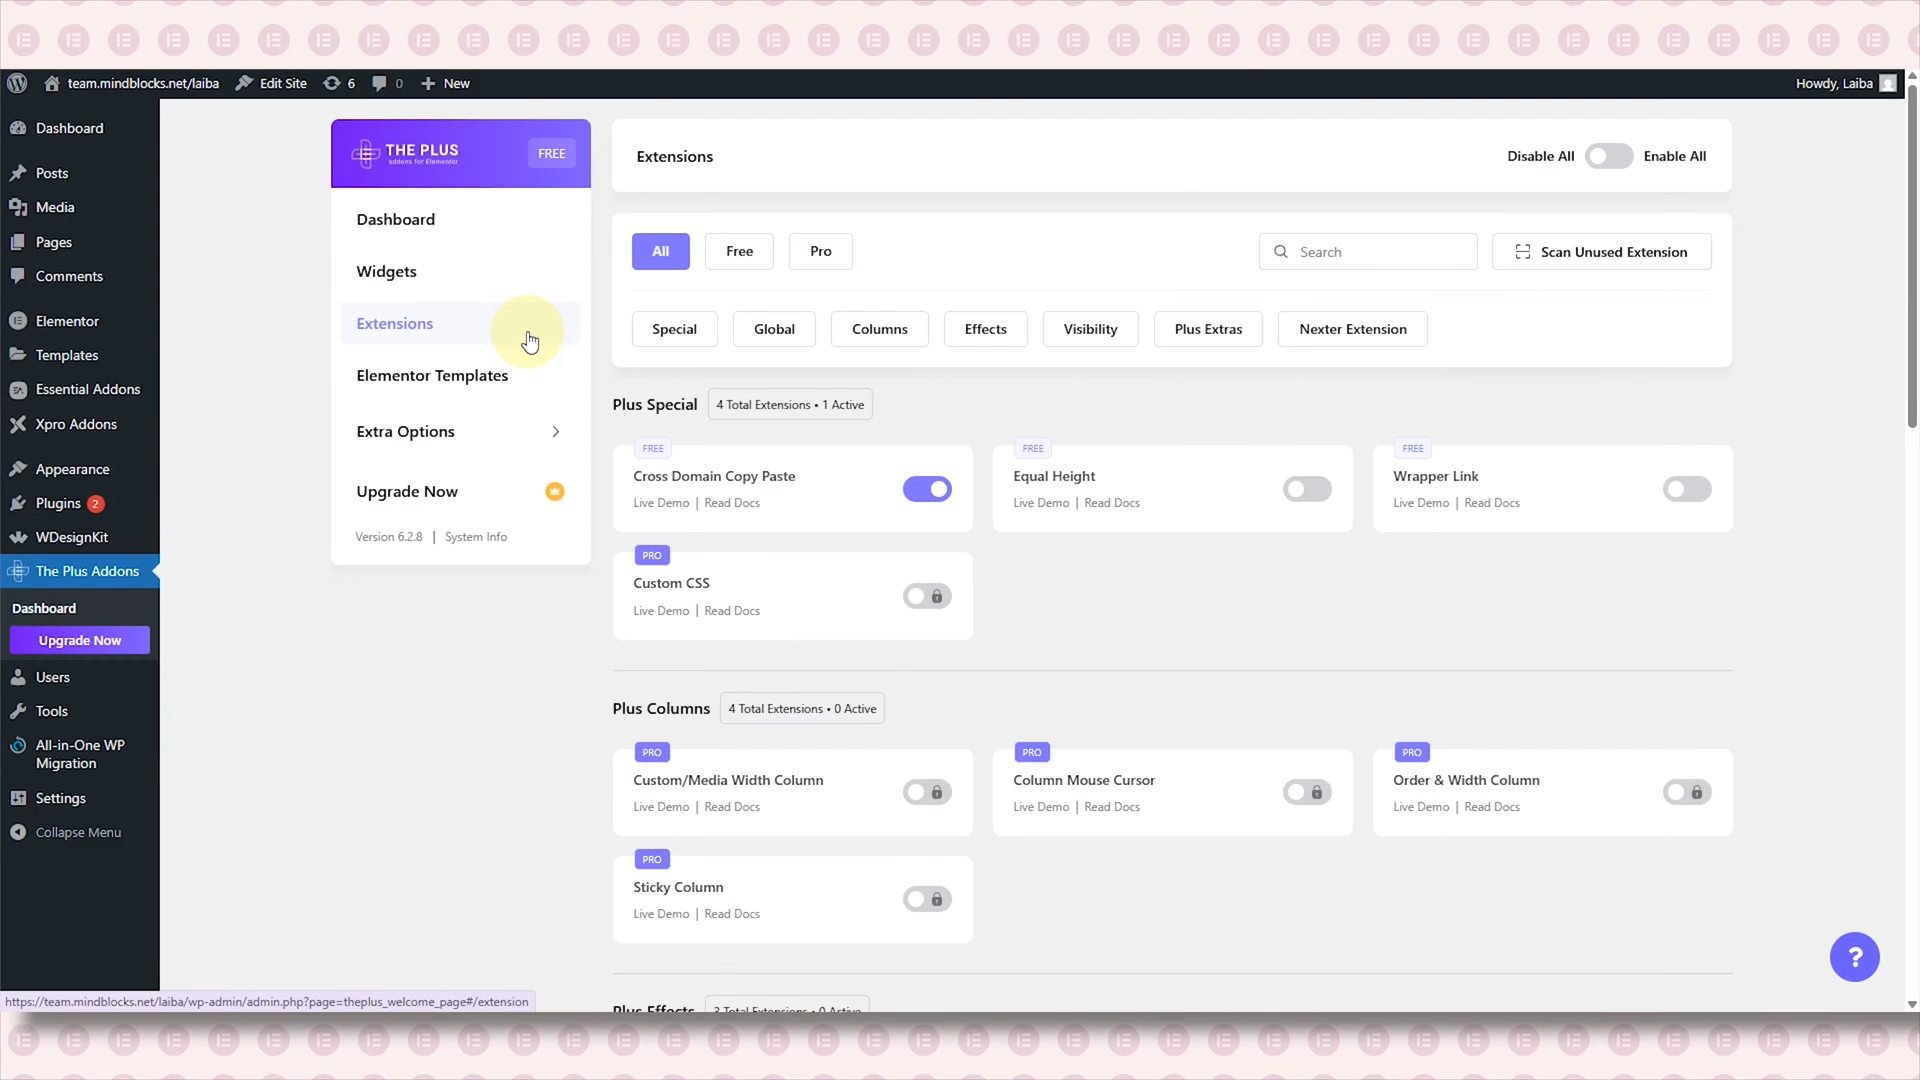 team.mindblocks.net/laiba
Edit Site
6
0
New
Howdy, Laiba
Dashboard
Posts
Media
Pages
Comments
Elementor
Templates
Essential Addons
Xpro Addons
Appearance
Plugins 2
WDesignKit
The Plus Addons
Dashboard
Upgrade Now
Users
Tools
All-in-One WP
Migration
Settings
Collapse Menu
THE PLUS
addons for Elementor
FREE
Dashboard
Widgets
Extensions
Elementor Templates
Extra Options
Upgrade Now
Version 6.2.8 | System Info
Extensions
Disable All
Enable All
All
Free
Pro
Search
Scan Unused Extension
Special
Global
Columns
Effects
Visibility
Plus Extras
Nexter Extension
Plus Special
4 Total Extensions • 1 Active
FREE
Cross Domain Copy Paste
Live Demo | Read Docs
FREE
Equal Height
Live Demo | Read Docs
FREE
Wrapper Link
Live Demo | Read Docs
PRO
Custom CSS
Live Demo | Read Docs
Plus Columns
4 Total Extensions • 0 Active
PRO
Custom/Media Width Column
Live Demo | Read Docs
PRO
Column Mouse Cursor
Live Demo | Read Docs
PRO
Order & Width Column
Live Demo | Read Docs
PRO
Sticky Column
Live Demo | Read Docs
Plus Effects
3 Total Extensions • 0 Active
?
https://team.mindblocks.net/laiba/wp-admin/admin.php?page=theplus_welcome_page#/extension